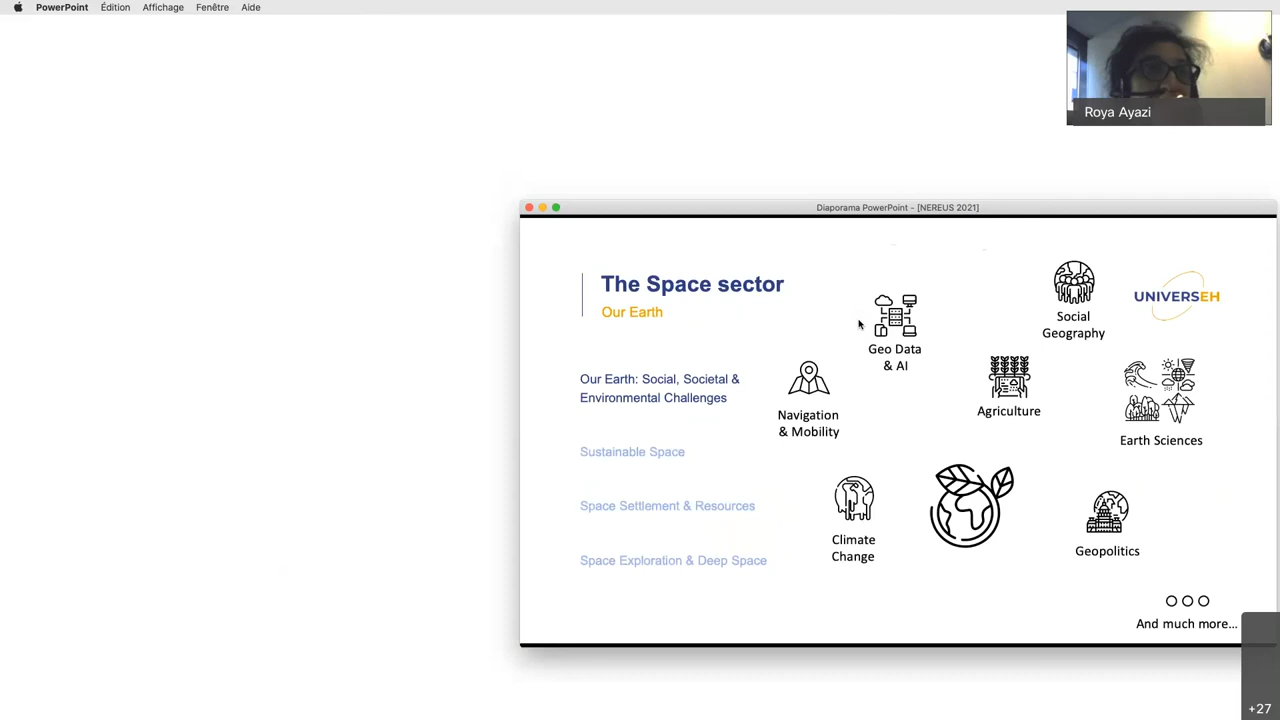 PowerPoint Édition Affichage Fenêtre Aide
Roya Ayazi
Diaporama PowerPoint - [NEREUS 2021]
The Space sector
Our Earth
Our Earth: Social, Societal &
Environmental Challenges
Sustainable Space
Space Settlement & Resources
Space Exploration & Deep Space
Geo Data
& AI
Social
Geography
UNIVERSEH
Navigation
& Mobility
Agriculture
Earth Sciences
Climate
Change
Geopolitics
And much more...
+27